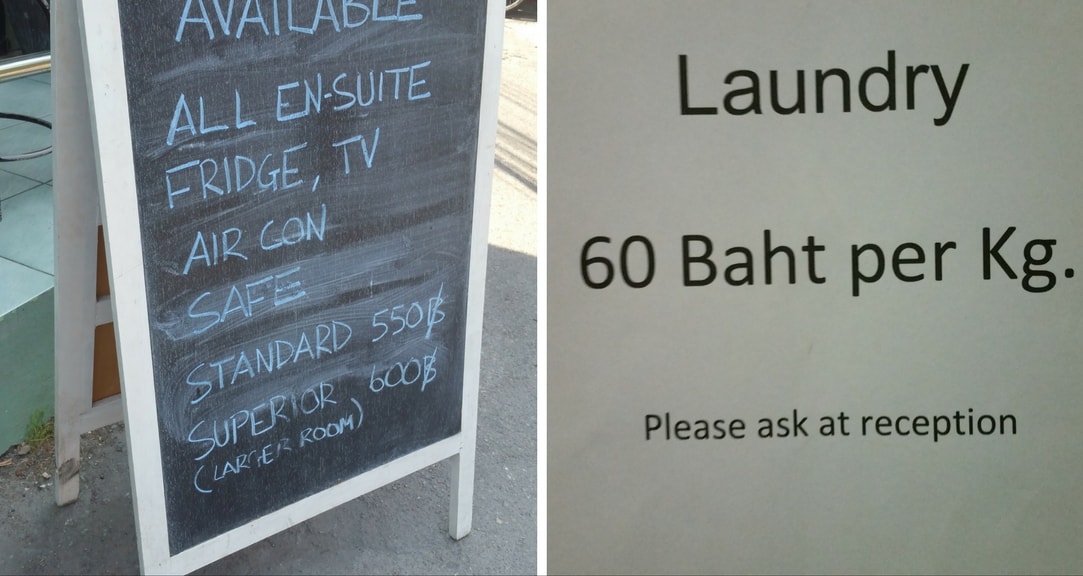 AVAILABLE
ALL EN-SUITE
FRIDGE, TV
AIR CON
SAFE
STANDARD 550฿
SUPERIOR 600฿
(LARGER ROOM)
Laundry
60 Baht per Kg.
Please ask at reception